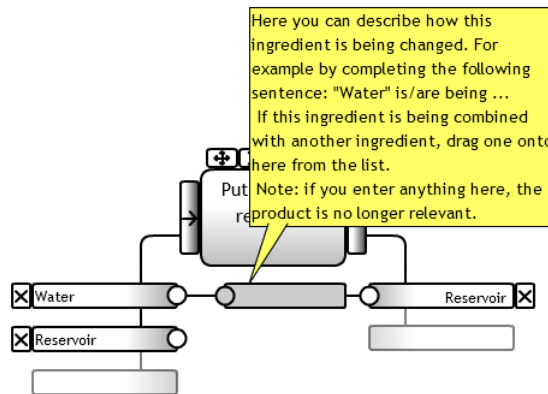 Here you can describe how this
ingredient is being changed. For
example by completing the following
sentence: "Water" is/are being ...
If this ingredient is being combined
with another ingredient, drag one onto
here from the list.
Note: if you enter anything here, the
product is no longer relevant.
Put
re
Water
Reservoir
Reservoir